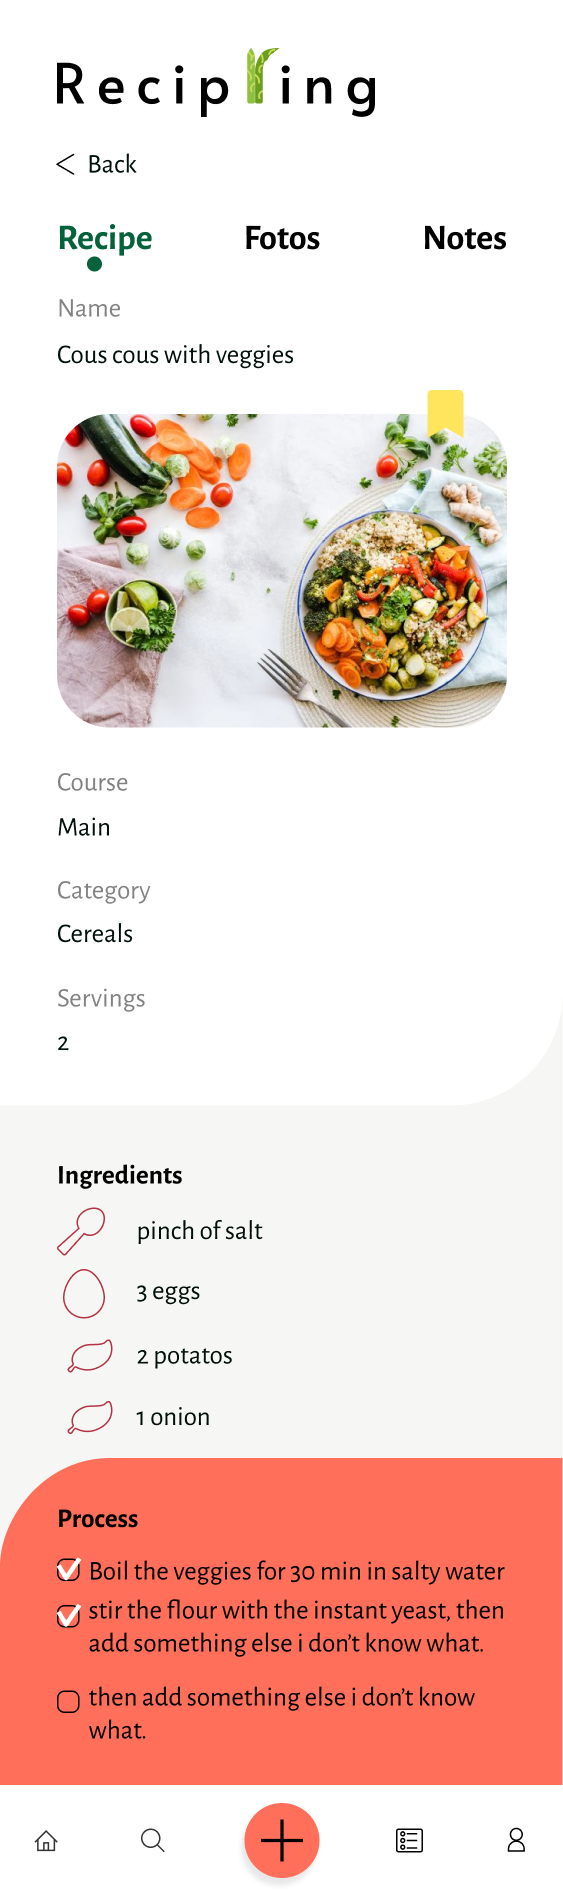 Recipring
< Back
Recipe Fotos Notes
Name
Cous cous with veggies
Course
Main
Category
Cereals
Servings
2
Ingredients
pinch of salt
3 eggs
2 potatos
1 onion
Process
Boil the veggies for 30 min in salty water
stir the flour with the instant yeast, then
add something else i don't know what.
then add something else i don't know
what.